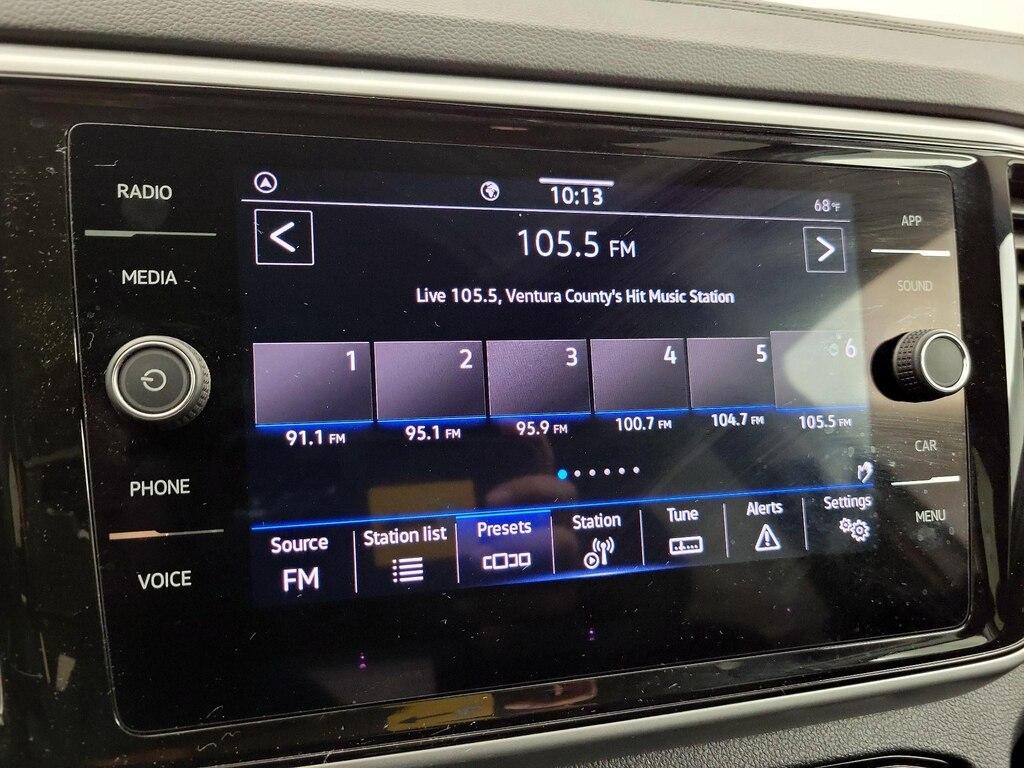 RADIO
MEDIA
PHONE
VOICE
10:13
68°F
105.5 FM
Live 105.5, Ventura County's Hit Music Station
1 2 3 4 5 6
91.1 FM 95.1 FM 95.9 FM 100.7 FM 104.7 FM 105.5 FM
Source Station list Presets Station Tune Alerts Settings
FM
APP
SOUND
CAR
MENU